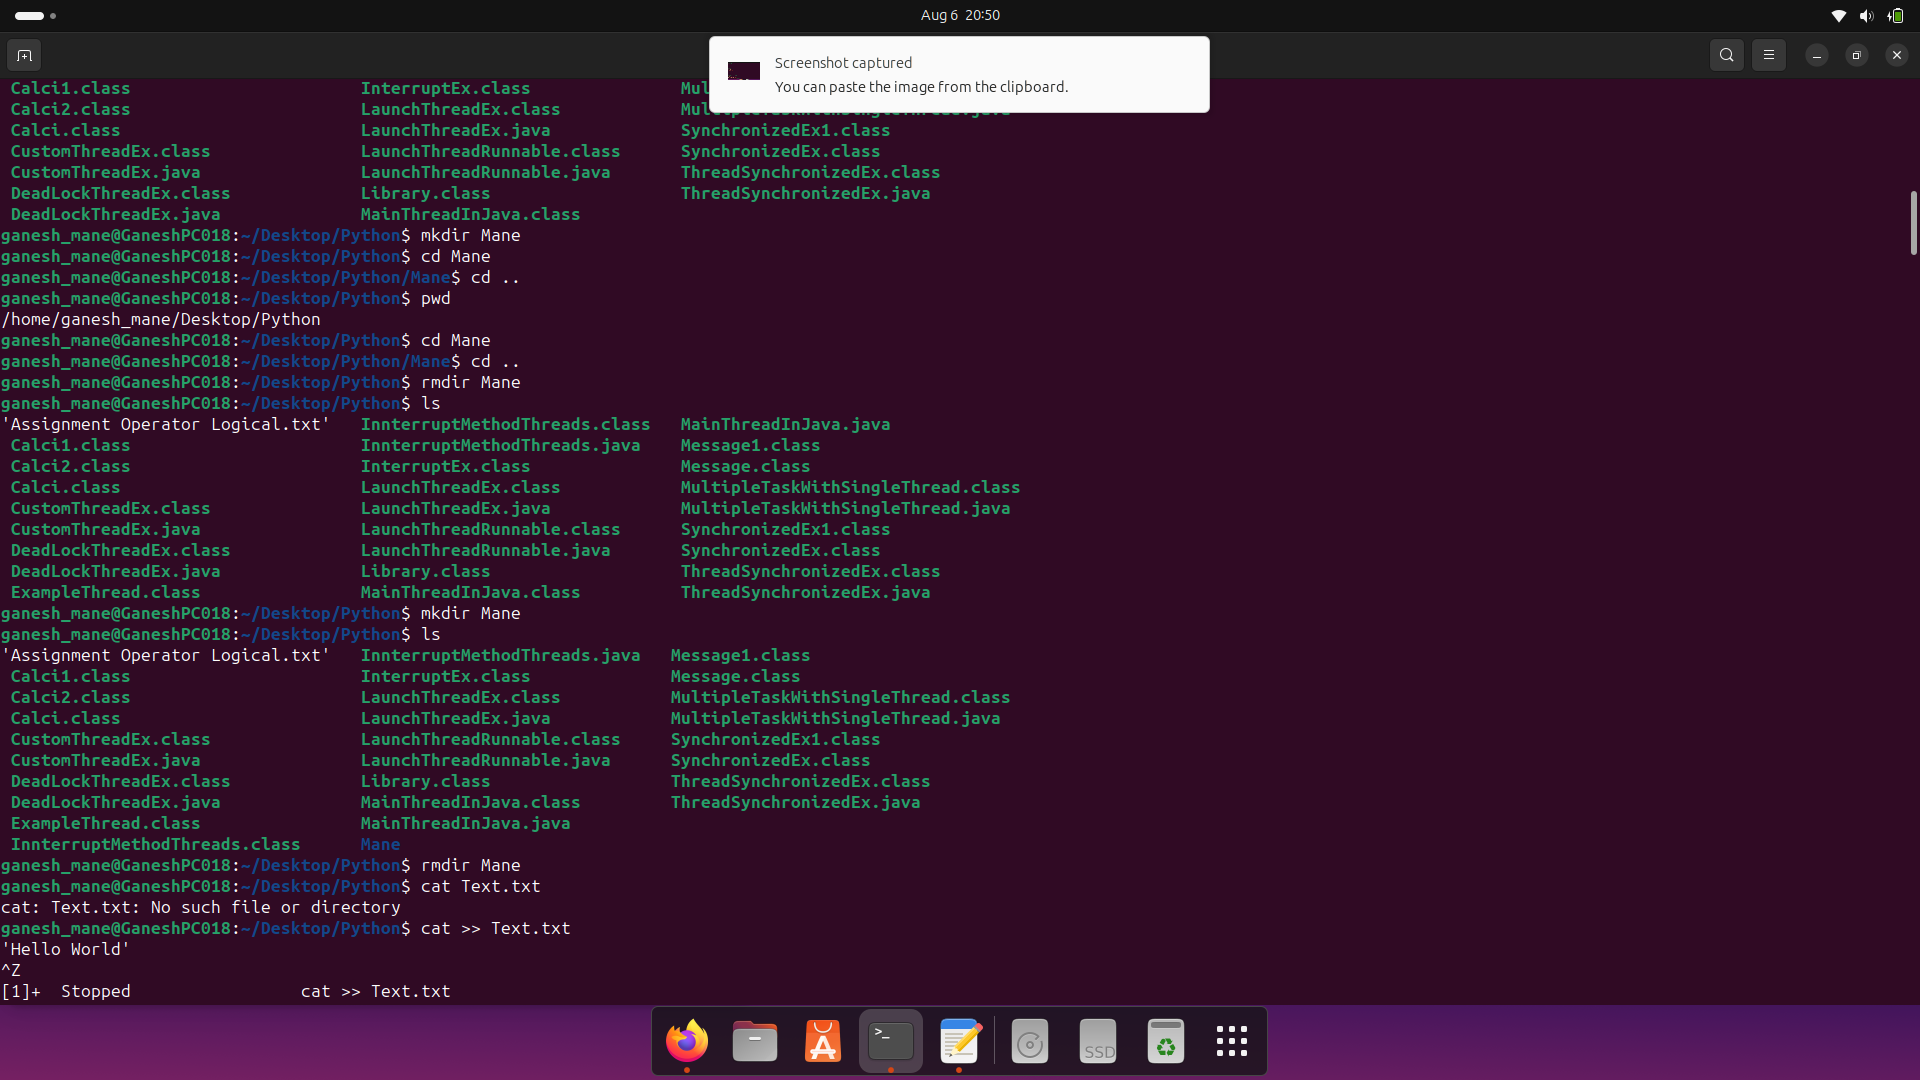 Aug 6 20:50
Screenshot captured
You can paste the image from the clipboard.
Calci1.class InterruptEx.class
Calci2.class LaunchThreadEx.class
Calci.class LaunchThreadEx.java SynchronizedEx1.class
CustomThreadEx.class LaunchThreadRunnable.class SynchronizedEx.class
CustomThreadEx.java LaunchThreadRunnable.java ThreadSynchronizedEx.class
DeadLockThreadEx.class Library.class ThreadSynchronizedEx.java
DeadLockThreadEx.java MainThreadInJava.class
ganesh_mane@GaneshPC018:~/Desktop/Python$ mkdir Mane
ganesh_mane@GaneshPC018:~/Desktop/Python$ cd Mane
ganesh_mane@GaneshPC018:~/Desktop/Python/Mane$ cd ..
ganesh_mane@GaneshPC018:~/Desktop/Python$ pwd
/home/ganesh_mane/Desktop/Python
ganesh_mane@GaneshPC018:~/Desktop/Python$ cd Mane
ganesh_mane@GaneshPC018:~/Desktop/Python/Mane$ cd ..
ganesh_mane@GaneshPC018:~/Desktop/Python$ rmdir Mane
ganesh_mane@GaneshPC018:~/Desktop/Python$ ls
'Assignment Operator Logical.txt' InnterruptMethodThreads.class MainThreadInJava.java
Calci1.class InnterruptMethodThreads.java Message1.class
Calci2.class InterruptEx.class Message.class
Calci.class LaunchThreadEx.class MultipleTaskWithSingleThread.class
CustomThreadEx.class LaunchThreadEx.java MultipleTaskWithSingleThread.java
CustomThreadEx.java LaunchThreadRunnable.class SynchronizedEx1.class
DeadLockThreadEx.class LaunchThreadRunnable.java SynchronizedEx.class
DeadLockThreadEx.java Library.class ThreadSynchronizedEx.class
ExampleThread.class MainThreadInJava.class ThreadSynchronizedEx.java
ganesh_mane@GaneshPC018:~/Desktop/Python$ mkdir Mane
ganesh_mane@GaneshPC018:~/Desktop/Python$ ls
'Assignment Operator Logical.txt' InnterruptMethodThreads.java Message1.class
Calci1.class InterruptEx.class Message.class
Calci2.class LaunchThreadEx.class MultipleTaskWithSingleThread.class
Calci.class LaunchThreadEx.java MultipleTaskWithSingleThread.java
CustomThreadEx.class LaunchThreadRunnable.class SynchronizedEx1.class
CustomThreadEx.java LaunchThreadRunnable.java SynchronizedEx.class
DeadLockThreadEx.class Library.class ThreadSynchronizedEx.class
DeadLockThreadEx.java MainThreadInJava.class ThreadSynchronizedEx.java
ExampleThread.class MainThreadInJava.java
InnterruptMethodThreads.class Mane
ganesh_mane@GaneshPC018:~/Desktop/Python$ rmdir Mane
ganesh_mane@GaneshPC018:~/Desktop/Python$ cat Text.txt
cat: Text.txt: No such file or directory
ganesh_mane@GaneshPC018:~/Desktop/Python$ cat >> Text.txt
'Hello World'
^Z
[1]+ Stopped cat >> Text.txt
SSD